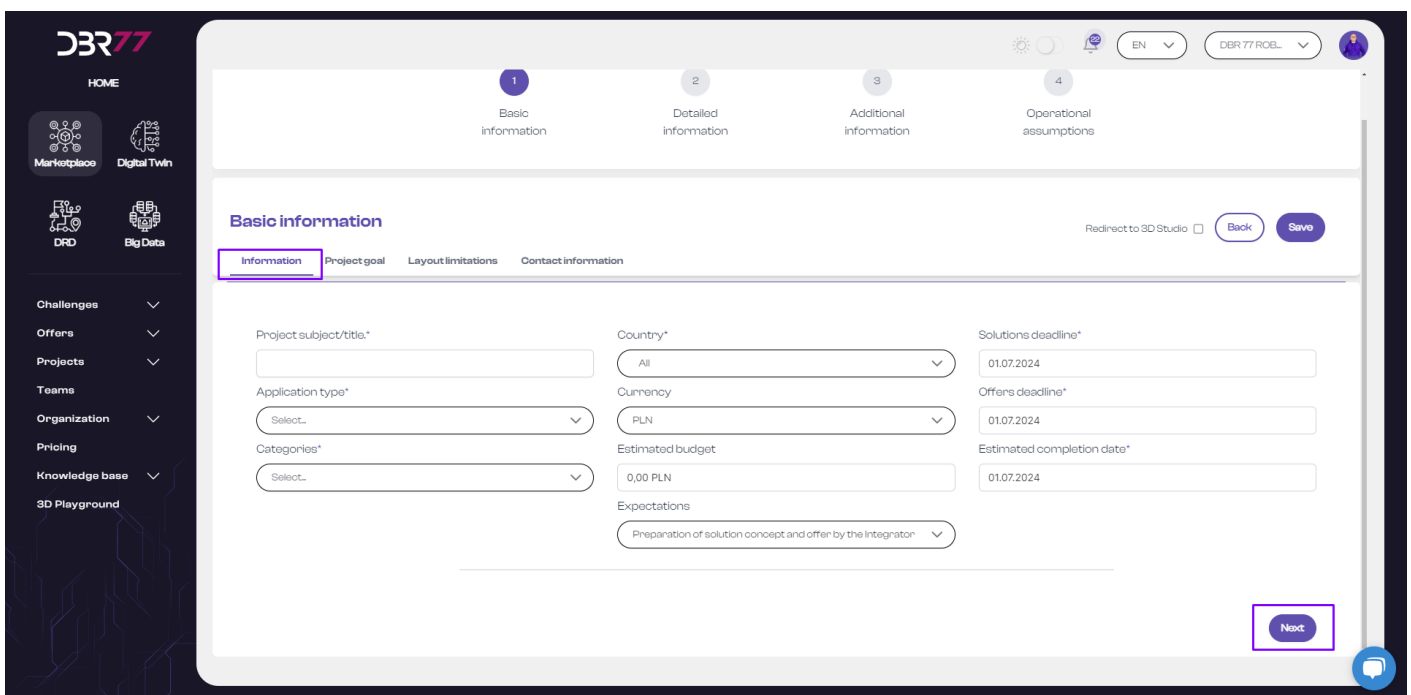 DBR77
HOME
Marketplace
Digital Twin
DRD
Big Data
Challenges
Offers
Projects
Teams
Organization
Pricing
Knowledge base
3D Playground
22
EN
DBR 77 ROB...
1
2
3
4
Basic
information
Detailed
information
Additional
information
Operational
assumptions
Basic information
Redirect to 3D Studio
Back
Save
Information
Project goal
Layout limitations
Contact information
Project subject/title.*
Application type*
Select...
Categories*
Select...
Country*
All
Currency
PLN
Estimated budget
0,00 PLN
Expectations
Preparation of solution concept and offer by the Integrator
Solutions deadline*
01.07.2024
Offers deadline*
01.07.2024
Estimated completion date*
01.07.2024
Next